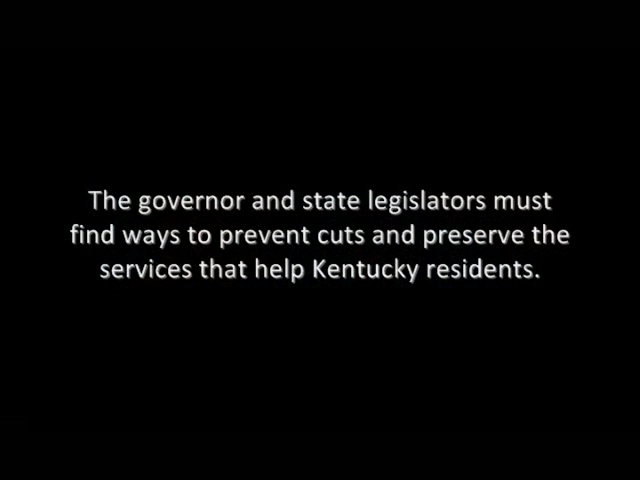 The governor and state legislators must
find ways to prevent cuts and preserve the
services that help Kentucky residents.